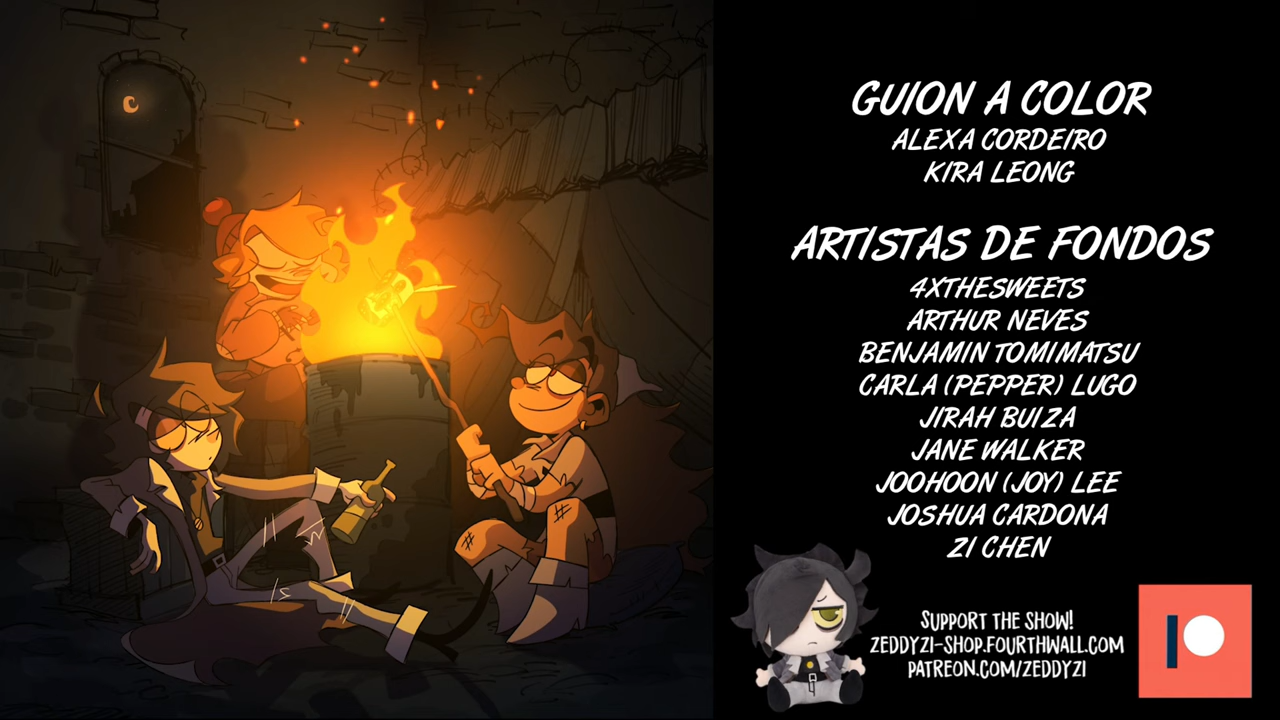 GUION A COLOR
ALEXA CORDEIRO
KIRA LEONG
ARTISTAS DE FONDOS
4XTHESWEETS
ARTHUR NEVES
BENJAMIN TOMIMATSU
CARLA (PEPPER) LUGO
JIRAH BUIZA
JANE WALKER
JOOHOON (JOY) LEE
JOSHUA CARDONA
ZI CHEN
SUPPORT THE SHOW!
ZEDDYZI-SHOP.FOURTHWALL.COM
PATREON.COM/ZEDDYZI